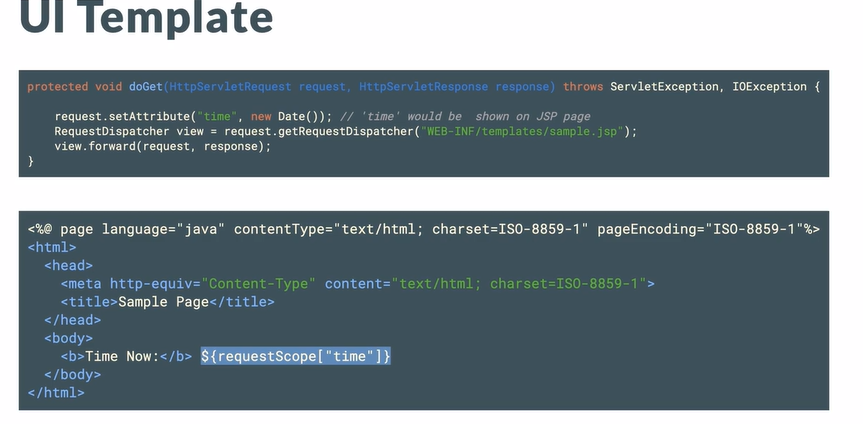 UI Template
protected void doGet(HttpServletRequest request, HttpServletResponse response) throws ServletException, IOException {
request.setAttribute("time", new Date()); // 'time' would be shown on JSP page
RequestDispatcher view = request.getRequestDispatcher("WEB-INF/templates/sample.jsp");
view.forward(request, response);
}
<%@ page language="java" contentType="text/html; charset=ISO-8859-1" pageEncoding="ISO-8859-1"%>
<html>
<head>
<meta http-equiv="Content-Type" content="text/html; charset=ISO-8859-1">
<title>Sample Page</title>
</head>
<body>
<b>Time Now:</b> ${requestScope["time"]}
</body>
</html>